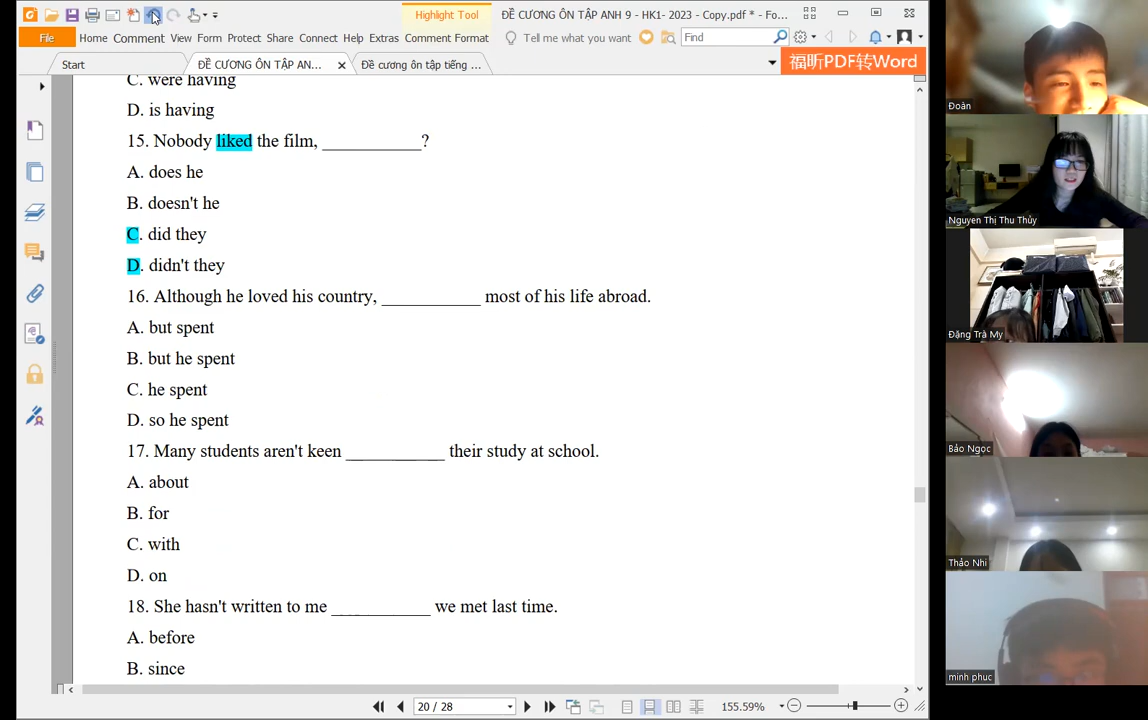 Highlight Tool
ĐỀ CƯƠNG ÔN TẬP ANH 9 - HK1- 2023 - Copy.pdf * - Fo...
File Home Comment View Form Protect Share Connect Help Extras Comment Format Tell me what you want... Find
Start ĐỀ CƯƠNG ÔN TẬP AN... Đề cương ôn tập tiếng ... 福昕PDF转Word
C. were having
D. is having
15. Nobody liked the film, ___________?
A. does he
B. doesn't he
C. did they
D. didn't they
16. Although he loved his country, ___________ most of his life abroad.
A. but spent
B. but he spent
C. he spent
D. so he spent
17. Many students aren't keen ___________ their study at school.
A. about
B. for
C. with
D. on
18. She hasn't written to me ___________ we met last time.
A. before
B. since
20 / 28
155.59%
Đoàn
Nguyen Thị Thu Thủy
Đặng Trà My
Bảo Ngọc
Thảo Nhi
minh phuc